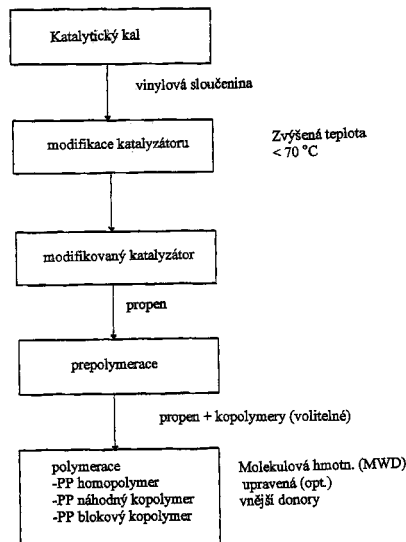 Katalytický kal
vinylová sloučenina
modifikace katalyzátoru
Zvýšená teplota
< 70 °C
modifikovaný katalyzátor
propen
prepolymerace
propen + kopolymery (volitelné)
polymerace
-PP homopolymer
-PP náhodný kopolymer
-PP blokový kopolymer
Molekulová hmotn. (MWD)
upravená (opt.)
vnější donory